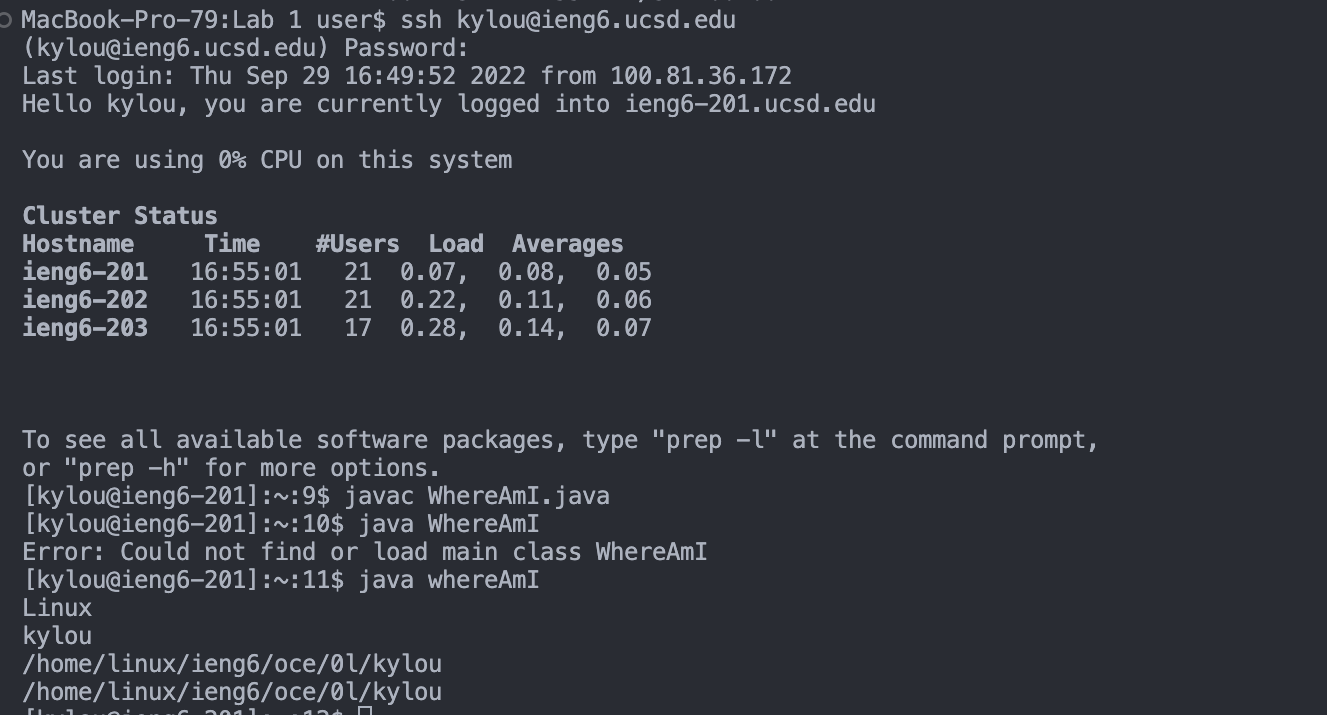 MacBook-Pro-79:Lab 1 user$ ssh kylou@ieng6.ucsd.edu
(kylou@ieng6.ucsd.edu) Password:
Last login: Thu Sep 29 16:49:52 2022 from 100.81.36.172
Hello kylou, you are currently logged into ieng6-201.ucsd.edu
You are using 0% CPU on this system
Cluster Status
Hostname     Time    #Users  Load  Averages
ieng6-201   16:55:01   21  0.07,  0.08,  0.05
ieng6-202   16:55:01   21  0.22,  0.11,  0.06
ieng6-203   16:55:01   17  0.28,  0.14,  0.07
To see all available software packages, type "prep -l" at the command prompt,
or "prep -h" for more options.
[kylou@ieng6-201]:~:9$ javac WhereAmI.java
[kylou@ieng6-201]:~:10$ java WhereAmI
Error: Could not find or load main class WhereAmI
[kylou@ieng6-201]:~:11$ java whereAmI
Linux
kylou
/home/linux/ieng6/oce/0l/kylou
/home/linux/ieng6/oce/0l/kylou
[kylou@ieng6-201]:~:12$